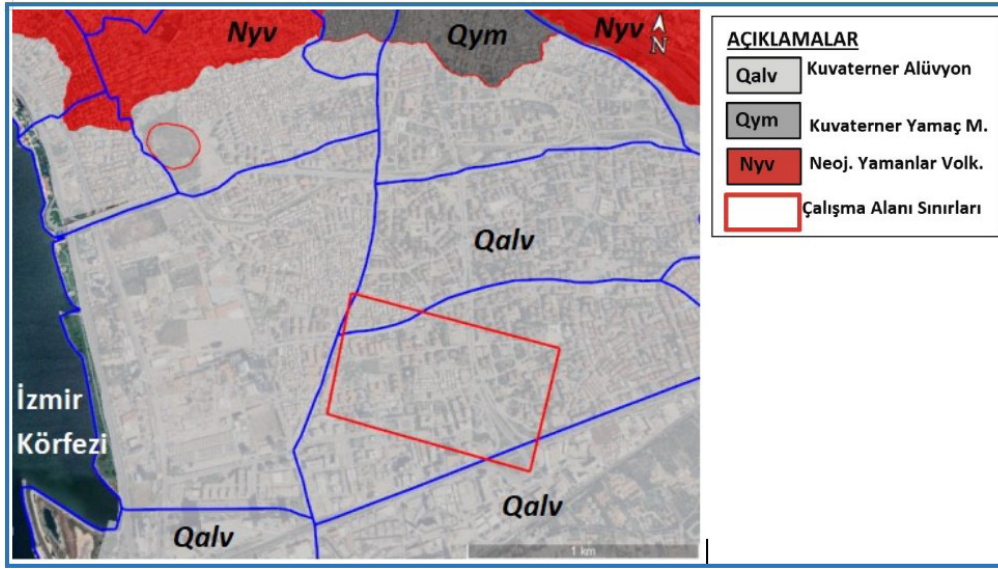 Nyv
Qym
Nyv
N
Qalv
İzmir
Körfezi
Qalv
Qalv
1 km
AÇIKLAMALAR
Qalv Kuvaterner Alüvyon
Qym Kuvaterner Yamaç M.
Nyv Neoj. Yamanlar Volk.
Çalışma Alanı Sınırları